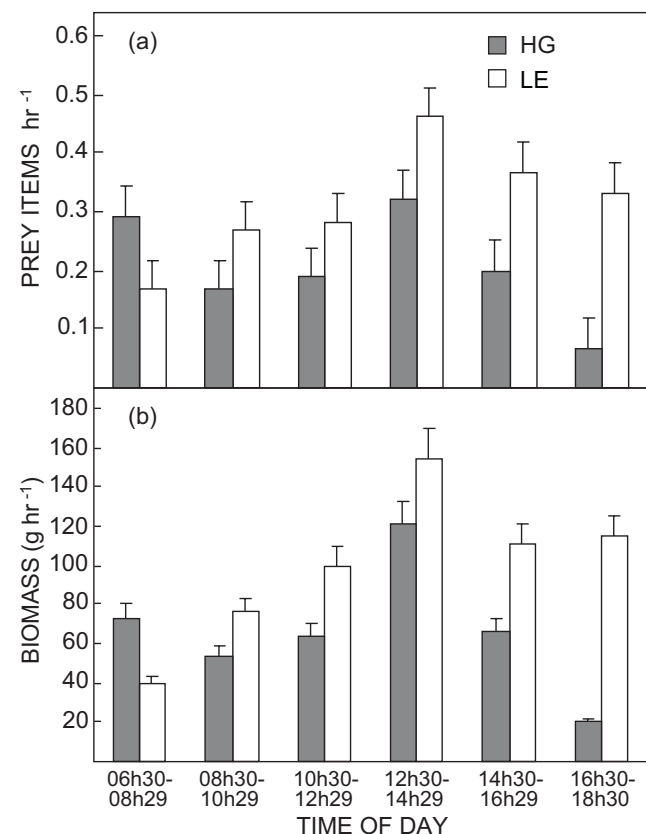 (a)
HG
LE
PREY ITEMS hr⁻¹
0.6
0.5
0.4
0.3
0.2
0.1
(b)
BIOMASS (g hr⁻¹)
180
160
140
120
100
80
60
40
20
06h30-08h29
08h30-10h29
10h30-12h29
12h30-14h29
14h30-16h29
16h30-18h30
TIME OF DAY